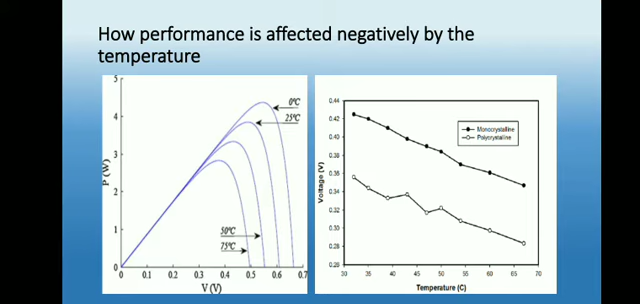 How performance is affected negatively by the
temperature
5
4
3
2
1
0
P (W)
0°C
25°C
50°C
75°C
0 0.1 0.2 0.3 0.4 0.5 0.6 0.7
V (V)
0.44
0.42
0.40
0.38
0.36
0.34
0.32
0.30
0.28
0.26
Voltage (V)
Monocrystalline
Polycrystalline
30 35 40 45 50 55 60 65 70
Temperature (C)